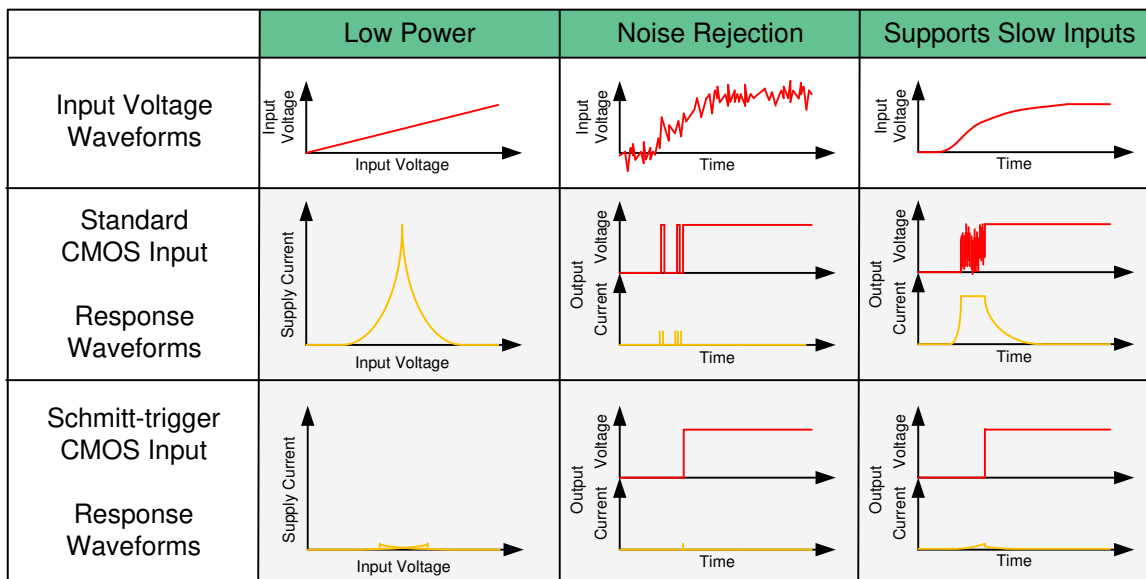 Low Power
Noise Rejection
Supports Slow Inputs
Input Voltage
Waveforms
Input
Voltage
Input Voltage
Input
Voltage
Time
Input
Voltage
Time
Standard
CMOS Input
Response
Waveforms
Supply Current
Input Voltage
Output
Voltage
Current
Time
Output
Voltage
Current
Time
Schmitt-trigger
CMOS Input
Response
Waveforms
Supply Current
Input Voltage
Output
Voltage
Current
Time
Output
Voltage
Current
Time